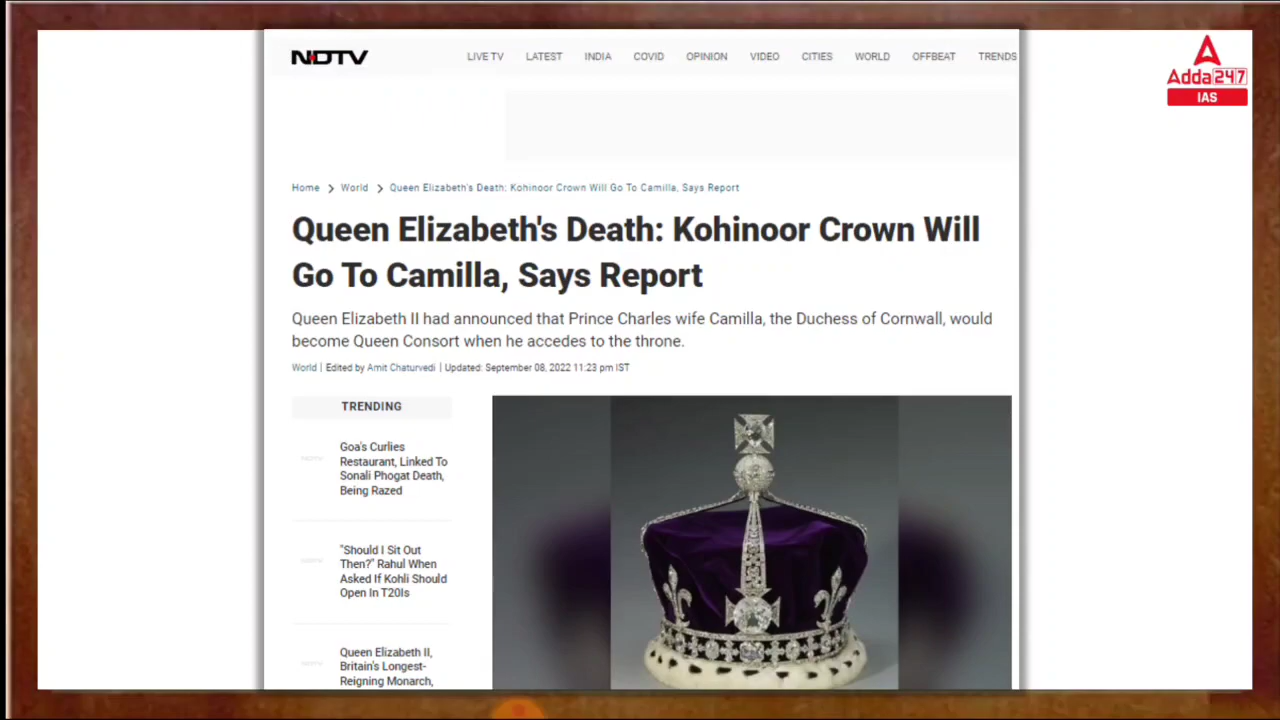 NDTV
LIVE TV LATEST INDIA COVID OPINION VIDEO CITIES WORLD OFFBEAT TRENDS
Adda247
IAS
Home > World > Queen Elizabeth's Death: Kohinoor Crown Will Go To Camilla, Says Report
Queen Elizabeth's Death: Kohinoor Crown Will
Go To Camilla, Says Report
Queen Elizabeth II had announced that Prince Charles wife Camilla, the Duchess of Cornwall, would
become Queen Consort when he accedes to the throne.
World | Edited by Amit Chaturvedi | Updated: September 08, 2022 11:23 pm IST
TRENDING
NDTV
Goa's Curlies
Restaurant, Linked To
Sonali Phogat Death,
Being Razed
NDTV
"Should I Sit Out
Then?" Rahul When
Asked If Kohli Should
Open In T20Is
NDTV
Queen Elizabeth II,
Britain's Longest-
Reigning Monarch,